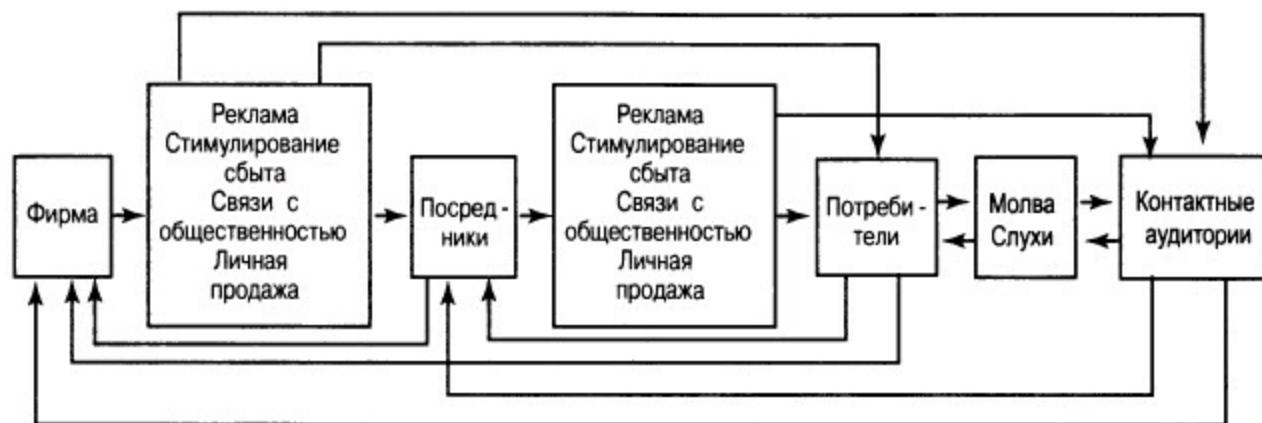 Фирма
Реклама
Стимулирование
сбыта
Связи с
общественностью
Личная
продажа
Посред -
ники
Реклама
Стимулирование
сбыта
Связи с
общественностью
Личная
продажа
Потреби -
тели
Молва
Слухи
Контактные
аудитории